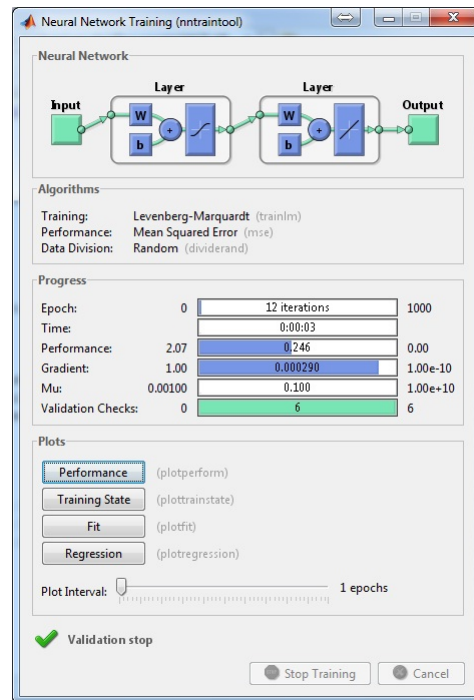 Neural Network Training (nntraintool)
Neural Network
Layer Layer
Input Output
W W
+ +
b b
Algorithms
Training: Levenberg-Marquardt (trainlm)
Performance: Mean Squared Error (mse)
Data Division: Random (dividerand)
Progress
Epoch: 0 12 iterations 1000
Time: 0:00:03
Performance: 2.07 0.246 0.00
Gradient: 1.00 0.000290 1.00e-10
Mu: 0.00100 0.100 1.00e+10
Validation Checks: 0 6 6
Plots
Performance (plotperform)
Training State (plottrainstate)
Fit (plotfit)
Regression (plotregression)
Plot Interval: 1 epochs
Validation stop
Stop Training Cancel